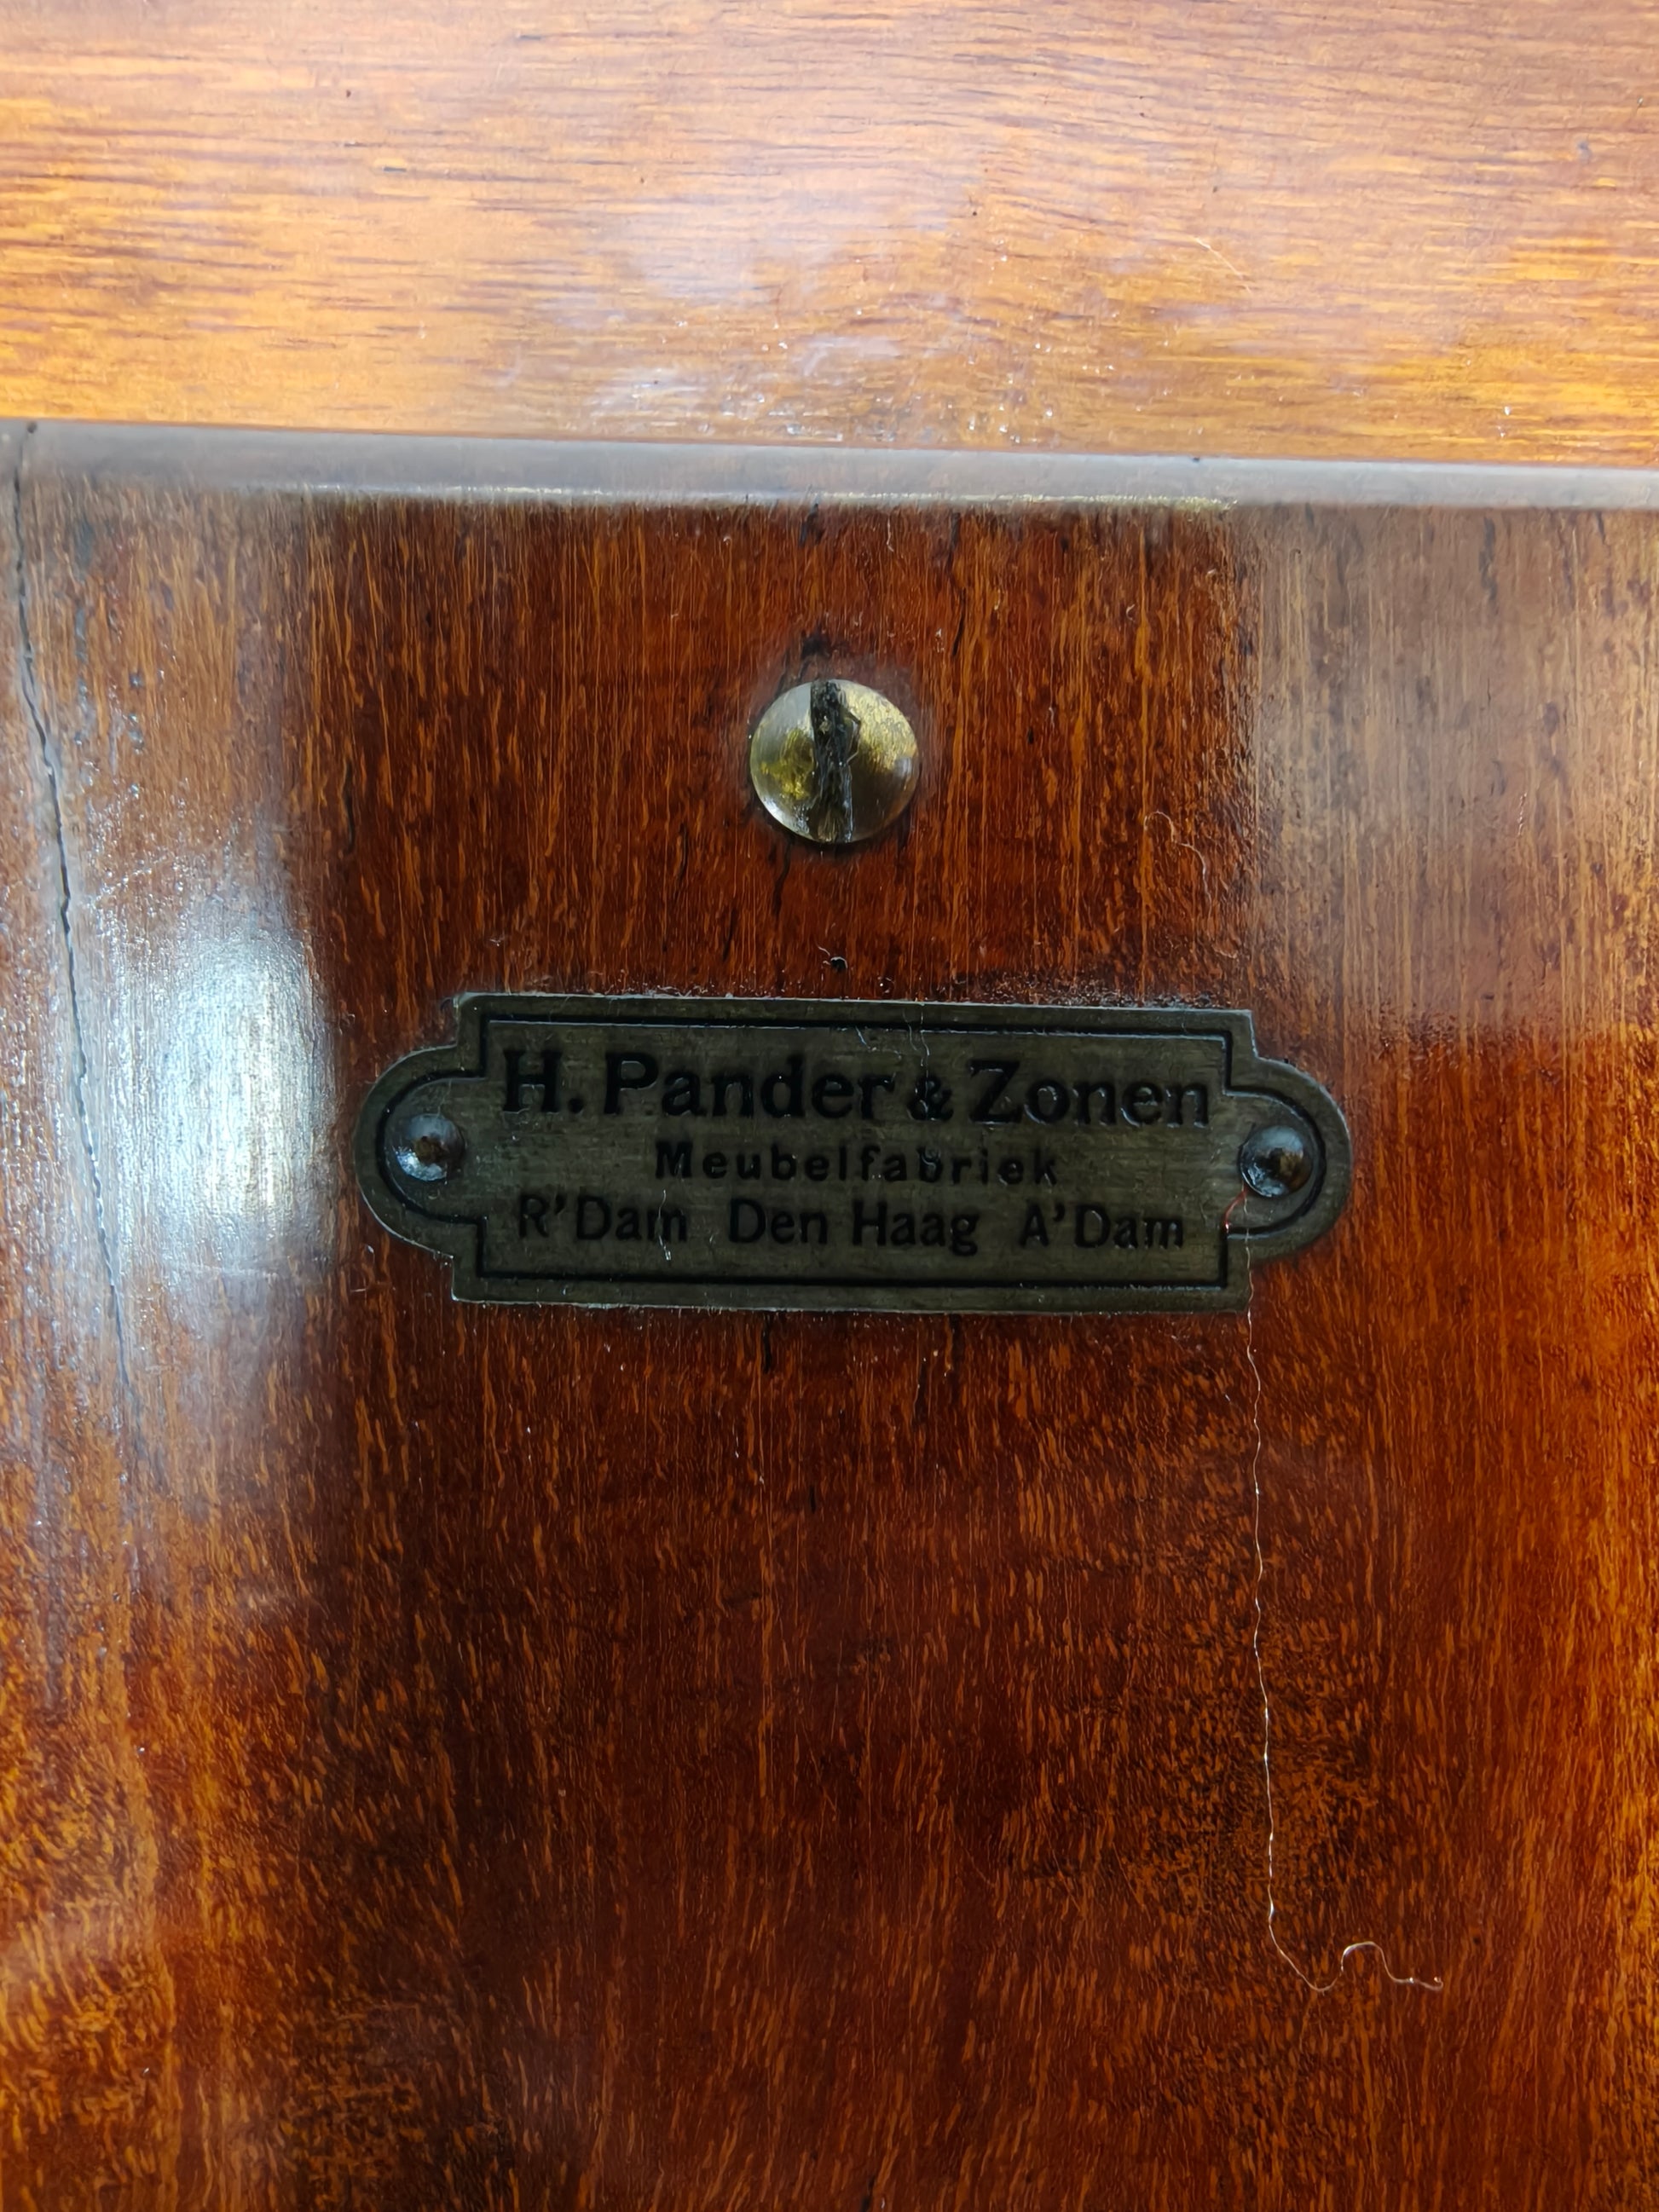 H. Pander & Zonen
Meubelfabriek
R'Dam Den Haag A'Dam